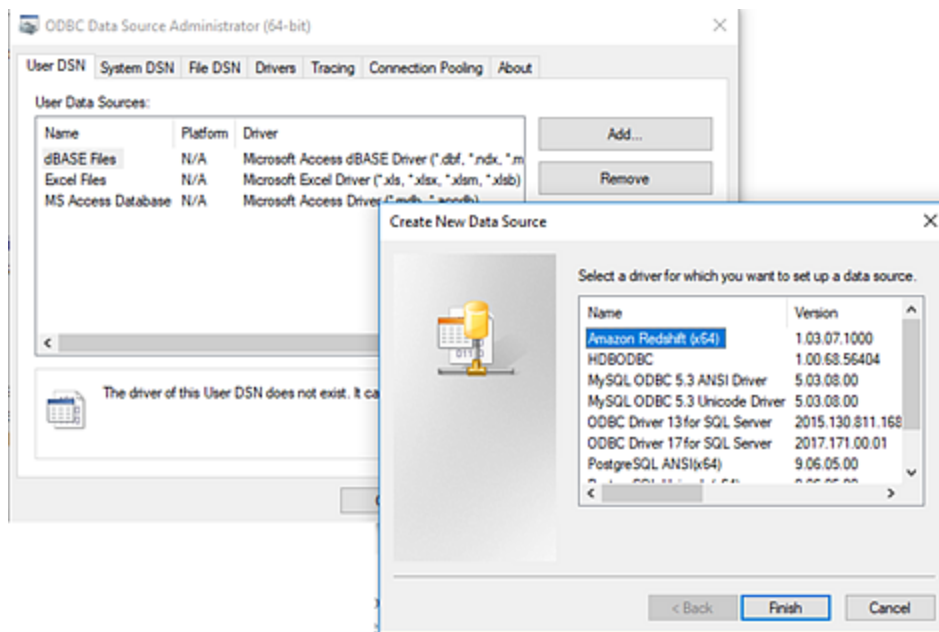 ODBC Data Source Administrator (64-bit)
User DSN System DSN File DSN Drivers Tracing Connection Pooling About
User Data Sources:
Name Platform Driver
dBASE Files N/A Microsoft Access dBASE Driver (*.dbf, *.ndx, *.m
Excel Files N/A Microsoft Excel Driver (*.xls, *.xlsx, *.xlsm, *.xlsb)
MS Access Database N/A Microsoft Access Driver (*.mdb, *.accdb)
Add...
Remove
The driver of this User DSN does not exist. It ca
Create New Data Source
Select a driver for which you want to set up a data source.
Name Version
Amazon Redshift (x64) 1.03.07.1000
HDBODBC 1.00.68.56404
MySQL ODBC 5.3 ANSI Driver 5.03.08.00
MySQL ODBC 5.3 Unicode Driver 5.03.08.00
ODBC Driver 13 for SQL Server 2015.130.811.168
ODBC Driver 17 for SQL Server 2017.171.00.01
PostgreSQL ANSI(x64) 9.06.05.00
< Back Finish Cancel